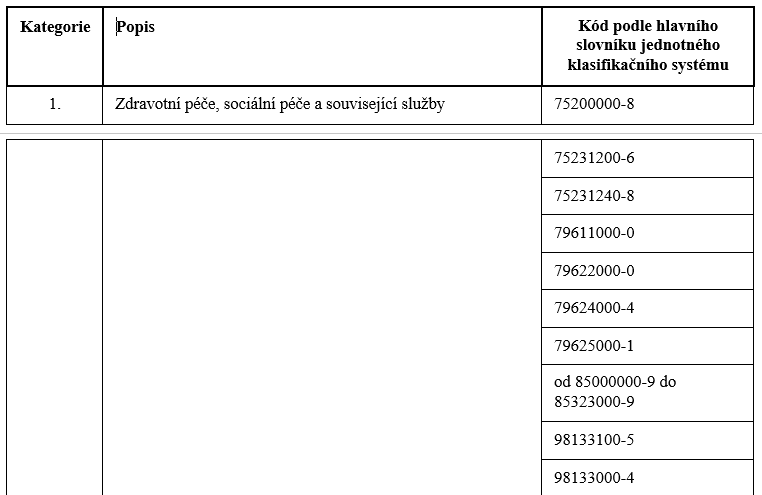 Kategorie
Popis
Kód podle hlavního
slovníku jednotného
klasifikačního systému
1.
Zdravotní péče, sociální péče a související služby
75200000-8
75231200-6
75231240-8
79611000-0
79622000-0
79624000-4
79625000-1
od 85000000-9 do
85323000-9
98133100-5
98133000-4